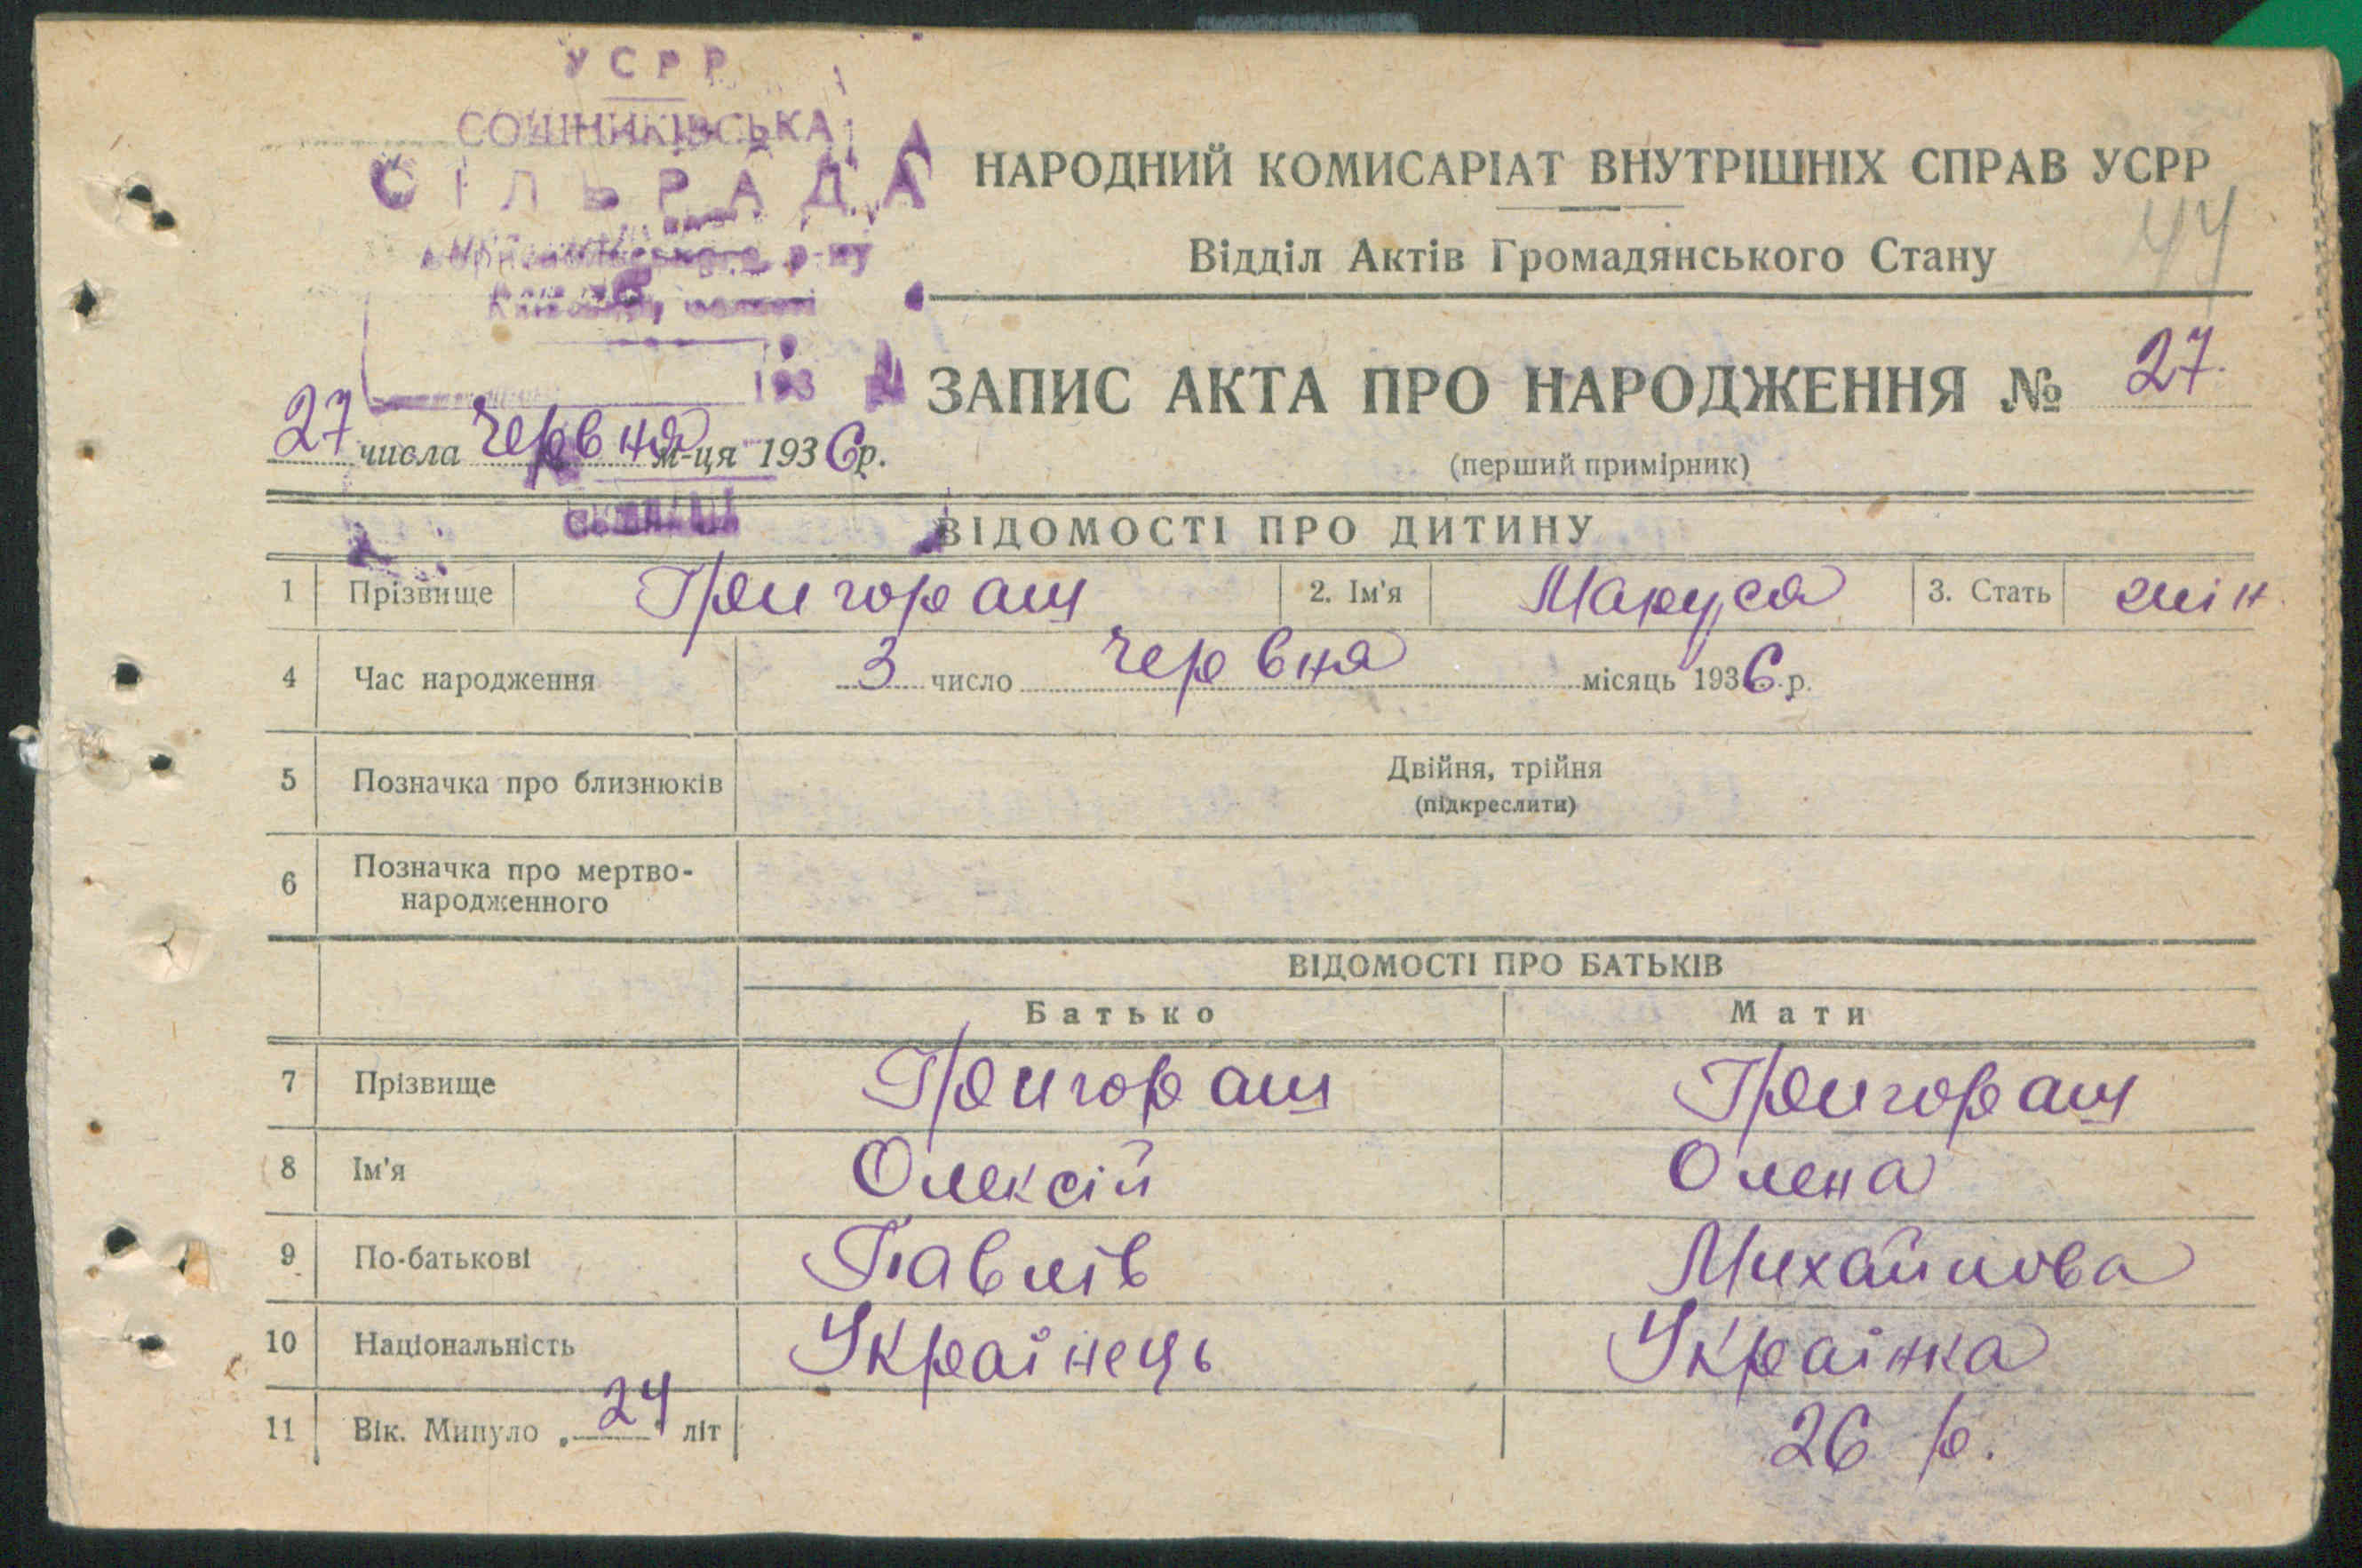 УСРР
СОШНИКІВСЬКА
СІЛЬРАДА
р-ну
193
НАРОДНИЙ КОМИСАРІАТ ВНУТРІШНІХ СПРАВ УСРР
Відділ Актів Громадянського Стану
44
ЗАПИС АКТА ПРО НАРОДЖЕННЯ № 27.
27 числа Червня м-ця 1936 р.
(перший примірник)
ВІДОМОСТІ ПРО ДИТИНУ
1 Прізвище Григораш 2. Ім'я Маруся 3. Стать жін.
4 Час народження 3 число Червня місяць 1936 р.
5 Позначка про близнюків Двійня, трійня
(підкреслити)
6 Позначка про мертво-
народженного
ВІДОМОСТІ ПРО БАТЬКІВ
Батько Мати
7 Прізвище Григораш Григораш
8 Ім'я Олексій Олена
9 По-батькові Павлів Михайлова
10 Національність Українець Українка
11 Вік. Минуло „24" літ 26 р.